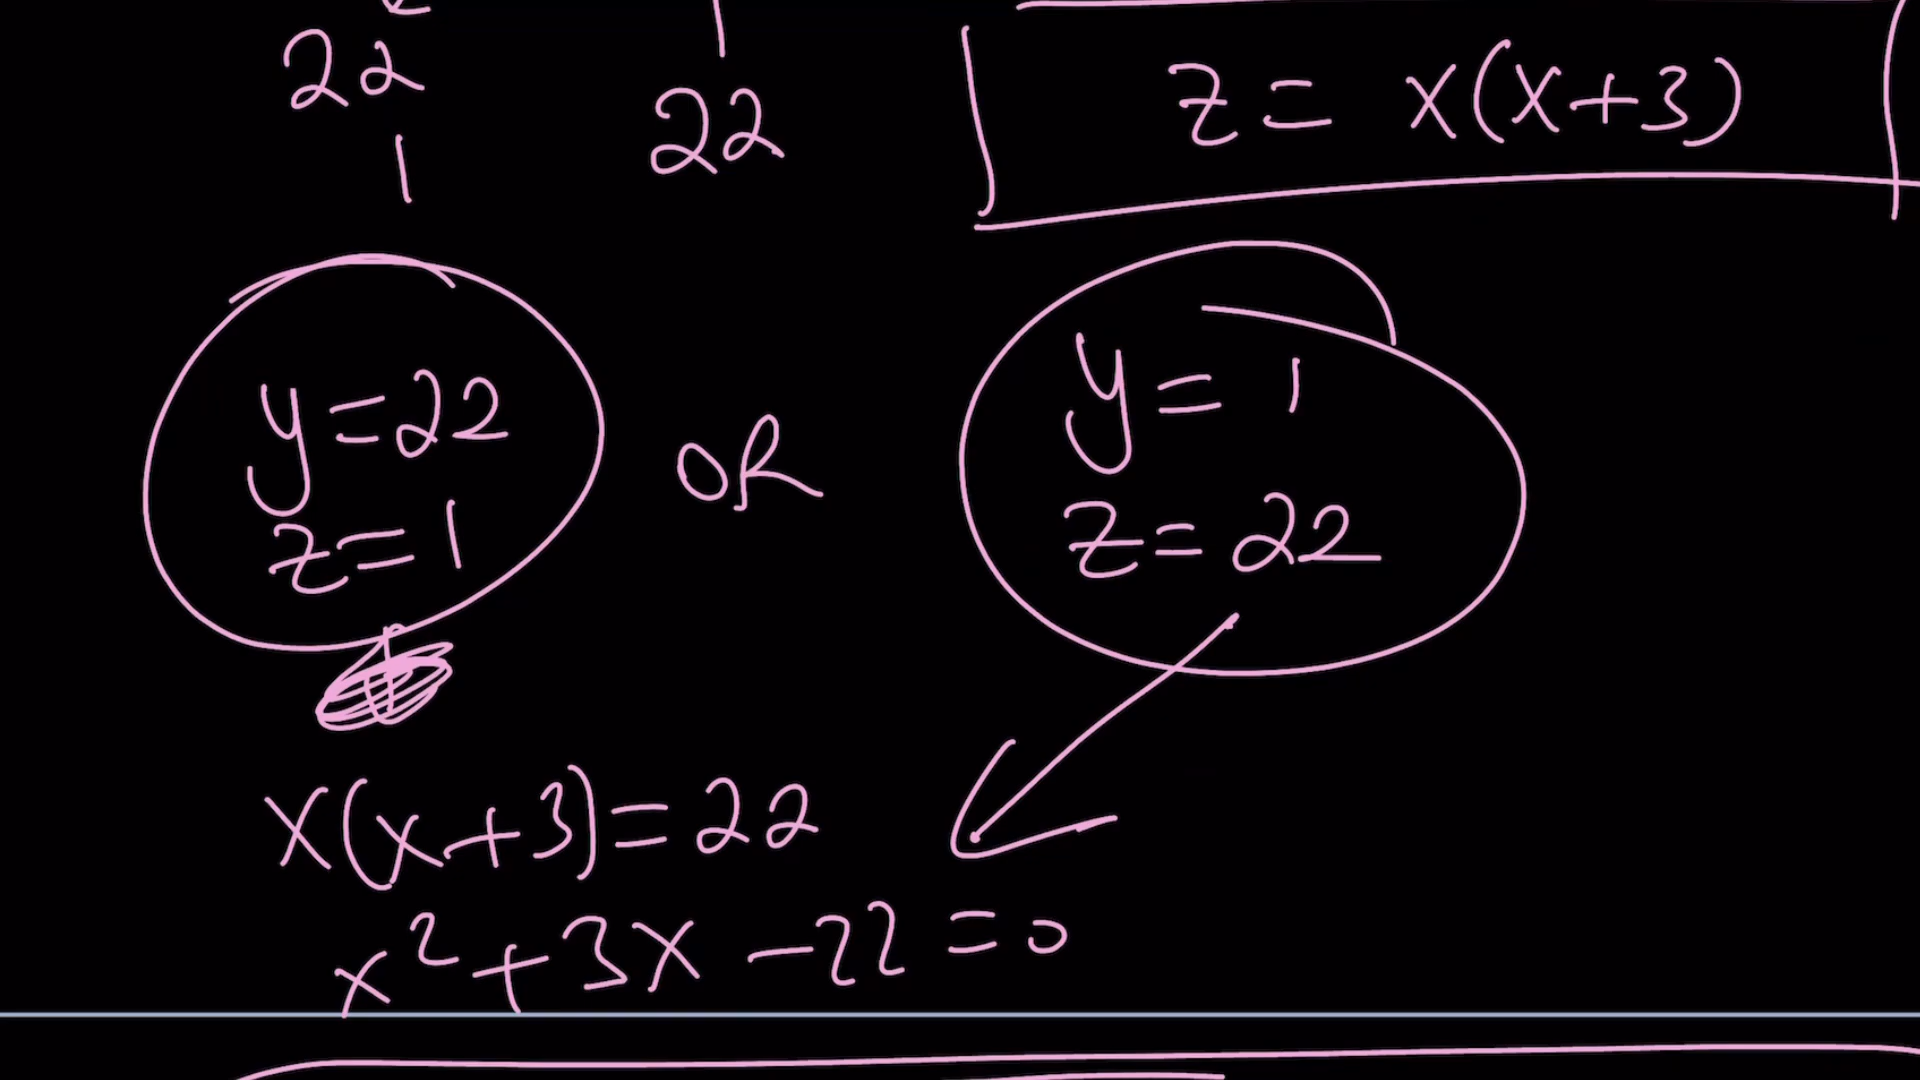 22
1
22
z = x(x+3)
y=22
z=1
OR
y = 1
z = 22
x(x+3)=22
x²+3x-22=0